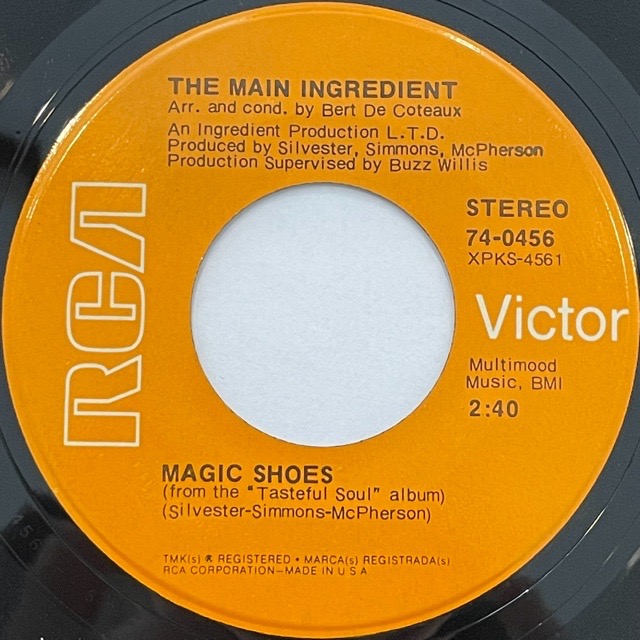 THE MAIN INGREDIENT
Arr. and cond. by Bert De Coteaux
An Ingredient Production L.T.D.
Produced by Silvester, Simmons, McPherson
Production Supervised by Buzz Willis
RCA
STEREO
74-0456
XPKS-4561
Victor
Multimood
Music, BMI
2:40
MAGIC SHOES
(from the "Tasteful Soul" album)
(Silvester-Simmons-McPherson)
TMK(s) ® REGISTERED • MARCA(s) REGISTRADA(s)
RCA CORPORATION—MADE IN U S A